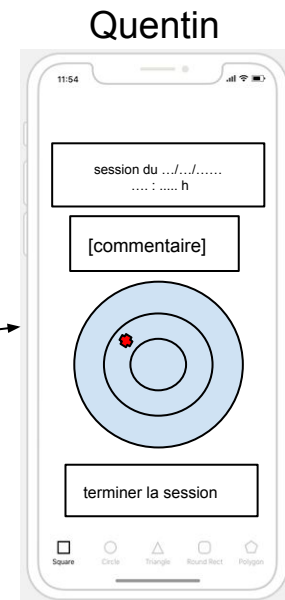 Quentin
11:54
session du …/…/……
…. : ..... h
[commentaire]
terminer la session
Square Circle Triangle Round Rect Polygon